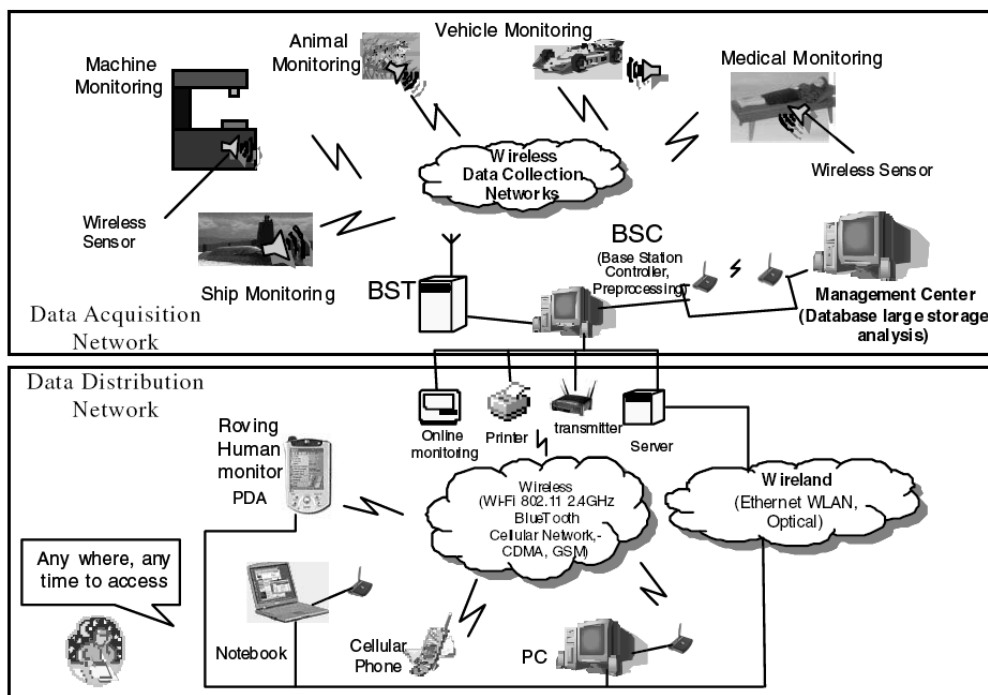 Machine
Monitoring
Animal
Monitoring
Vehicle Monitoring
Medical Monitoring
Wireless
Data Collection
Networks
Wireless Sensor
Wireless
Sensor
Ship Monitoring
BST
BSC
(Base Station
Controller,
Preprocessing)
Management Center
(Database large storage
analysis)
Data Acquisition
Network
Data Distribution
Network
Online
monitoring
Printer
transmitter
Server
Roving
Human
monitor
PDA
Wireless
(Wi-Fi 802.11 2.4GHz
BlueTooth
Cellular Network,-
CDMA, GSM)
Wireland
(Ethernet WLAN,
Optical)
Any where, any
time to access
Notebook
Cellular
Phone
PC